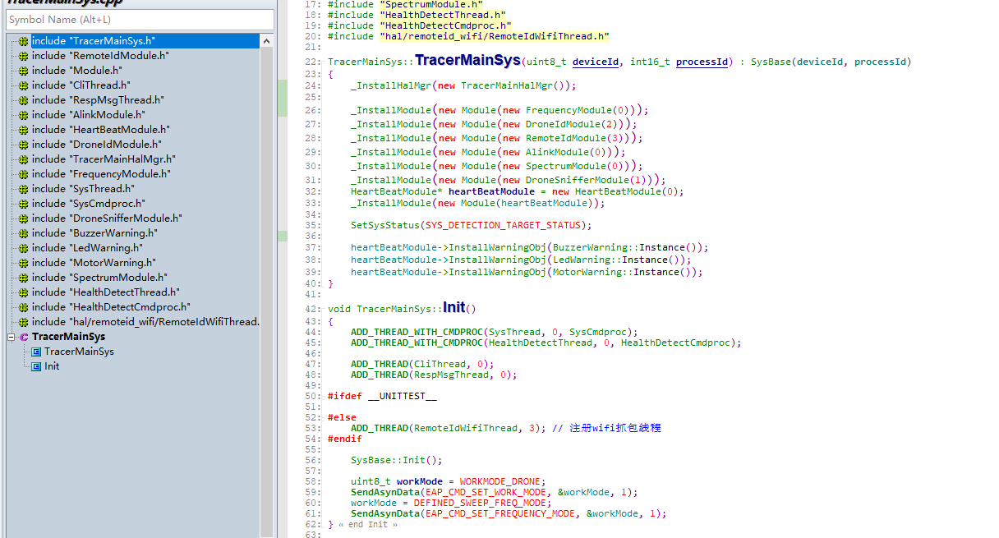 TracerMainSys.cpp
Symbol Name (Alt+L)
include "TracerMainSys.h"
include "RemoteIdModule.h"
include "Module.h"
include "CliThread.h"
include "RespMsgThread.h"
include "AlinkModule.h"
include "HeartBeatModule.h"
include "DroneIdModule.h"
include "TracerMainHalMgr.h"
include "FrequencyModule.h"
include "SysThread.h"
include "SysCmdproc.h"
include "DroneSnifferModule.h"
include "BuzzerWarning.h"
include "LedWarning.h"
include "MotorWarning.h"
include "SpectrumModule.h"
include "HealthDetectThread.h"
include "HealthDetectCmdproc.h"
include "hal/remoteid_wifi/RemoteIdWifiThread.
TracerMainSys
TracerMainSys
Init
17: #include "SpectrumModule.h"
18: #include "HealthDetectThread.h"
19: #include "HealthDetectCmdproc.h"
20: #include "hal/remoteid_wifi/RemoteIdWifiThread.h"
21:
22: TracerMainSys::TracerMainSys(uint8_t deviceId, int16_t processId) : SysBase(deviceId, processId)
23: {
24: _InstallHalMgr(new TracerMainHalMgr());
25:
26: _InstallModule(new Module(new FrequencyModule(0)));
27: _InstallModule(new Module(new DroneIdModule(2)));
28: _InstallModule(new Module(new RemoteIdModule(3)));
29: _InstallModule(new Module(new AlinkModule(0)));
30: _InstallModule(new Module(new SpectrumModule(0)));
31: _InstallModule(new Module(new DroneSnifferModule(1)));
32: HeartBeatModule* heartBeatModule = new HeartBeatModule(0);
33: _InstallModule(new Module(heartBeatModule));
34:
35: SetSysStatus(SYS_DETECTION_TARGET_STATUS);
36:
37: heartBeatModule->InstallWarningObj(BuzzerWarning::Instance());
38: heartBeatModule->InstallWarningObj(LedWarning::Instance());
39: heartBeatModule->InstallWarningObj(MotorWarning::Instance());
40: }
41:
42: void TracerMainSys::Init()
43: {
44: ADD_THREAD_WITH_CMDPROC(SysThread, 0, SysCmdproc);
45: ADD_THREAD_WITH_CMDPROC(HealthDetectThread, 0, HealthDetectCmdproc);
46:
47: ADD_THREAD(CliThread, 0);
48: ADD_THREAD(RespMsgThread, 0);
49:
50: #ifdef __UNITTEST__
51:
52: #else
53: ADD_THREAD(RemoteIdWifiThread, 3); // 注册wifi抓包线程
54: #endif
55:
56: SysBase::Init();
57:
58: uint8_t workMode = WORKMODE_DRONE;
59: SendAsynData(EAP_CMD_SET_WORK_MODE, &workMode, 1);
60: workMode = DEFINED_SWEEP_FREQ_MODE;
61: SendAsynData(EAP_CMD_SET_FREQUENCY_MODE, &workMode, 1);
62: } « end Init »
63: